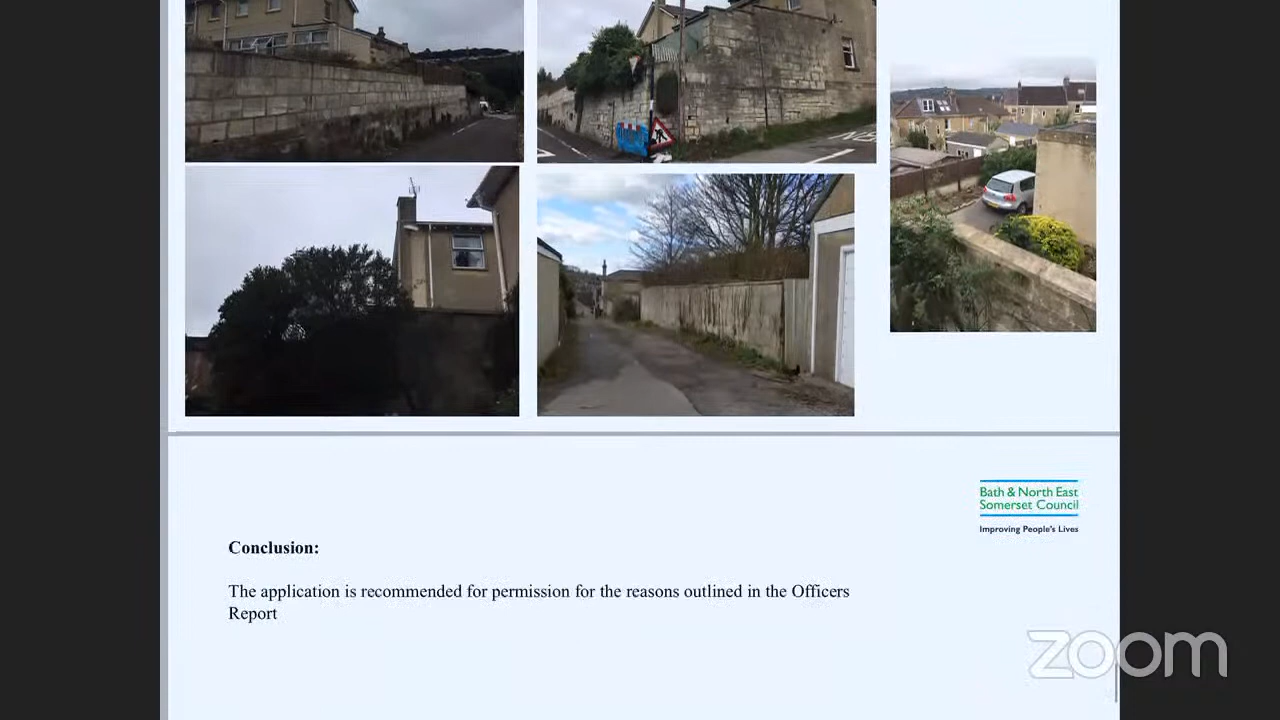 Bath & North East
Somerset Council
Improving People's Lives
Conclusion:
The application is recommended for permission for the reasons outlined in the Officers
Report
zoom